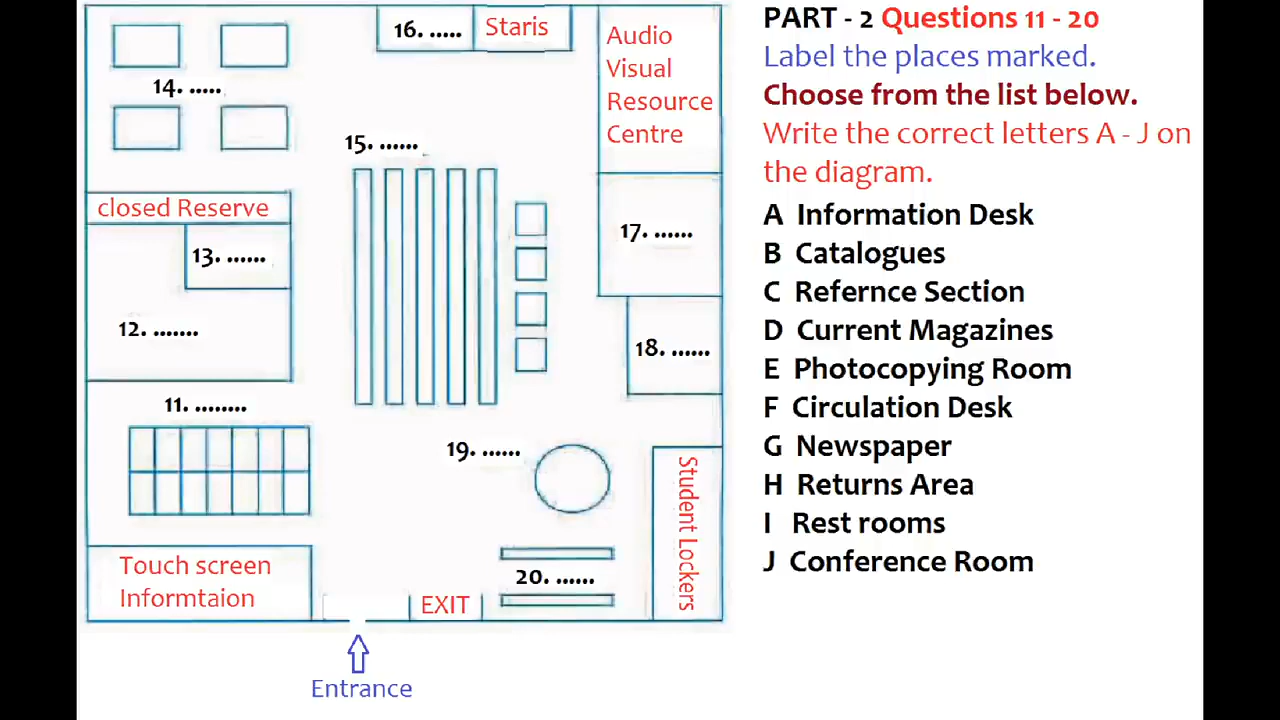 16. .....
Staris
Audio
Visual
Resource
Centre
14. .....
15. ......
closed Reserve
13. ......
17. ......
12. .......
18. ......
11. ........
19. ......
Student Lockers
Touch screen
Informtaion
20. ......
EXIT
Entrance
PART - 2 Questions 11 - 20
Label the places marked.
Choose from the list below.
Write the correct letters A - J on
the diagram.
A Information Desk
B Catalogues
C Refernce Section
D Current Magazines
E Photocopying Room
F Circulation Desk
G Newspaper
H Returns Area
I Rest rooms
J Conference Room